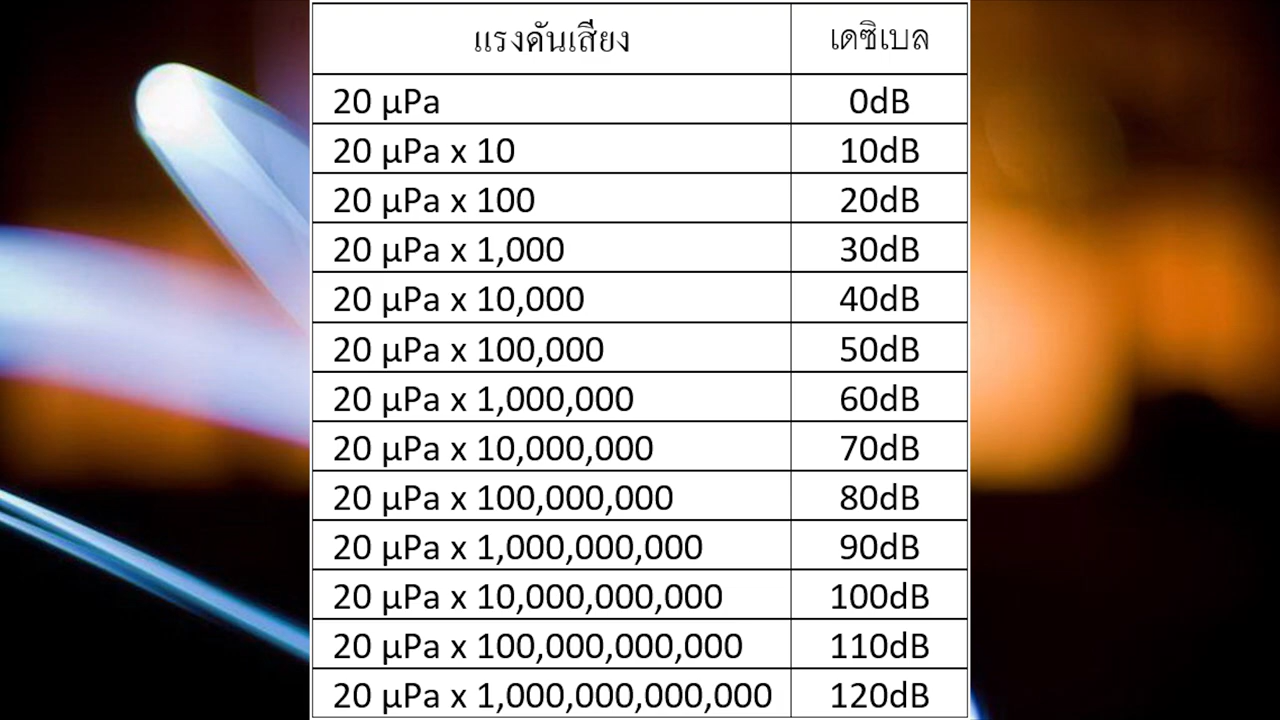 แรงดันเสียง เดซิเบล
20 µPa 0dB
20 µPa x 10 10dB
20 µPa x 100 20dB
20 µPa x 1,000 30dB
20 µPa x 10,000 40dB
20 µPa x 100,000 50dB
20 µPa x 1,000,000 60dB
20 µPa x 10,000,000 70dB
20 µPa x 100,000,000 80dB
20 µPa x 1,000,000,000 90dB
20 µPa x 10,000,000,000 100dB
20 µPa x 100,000,000,000 110dB
20 µPa x 1,000,000,000,000 120dB